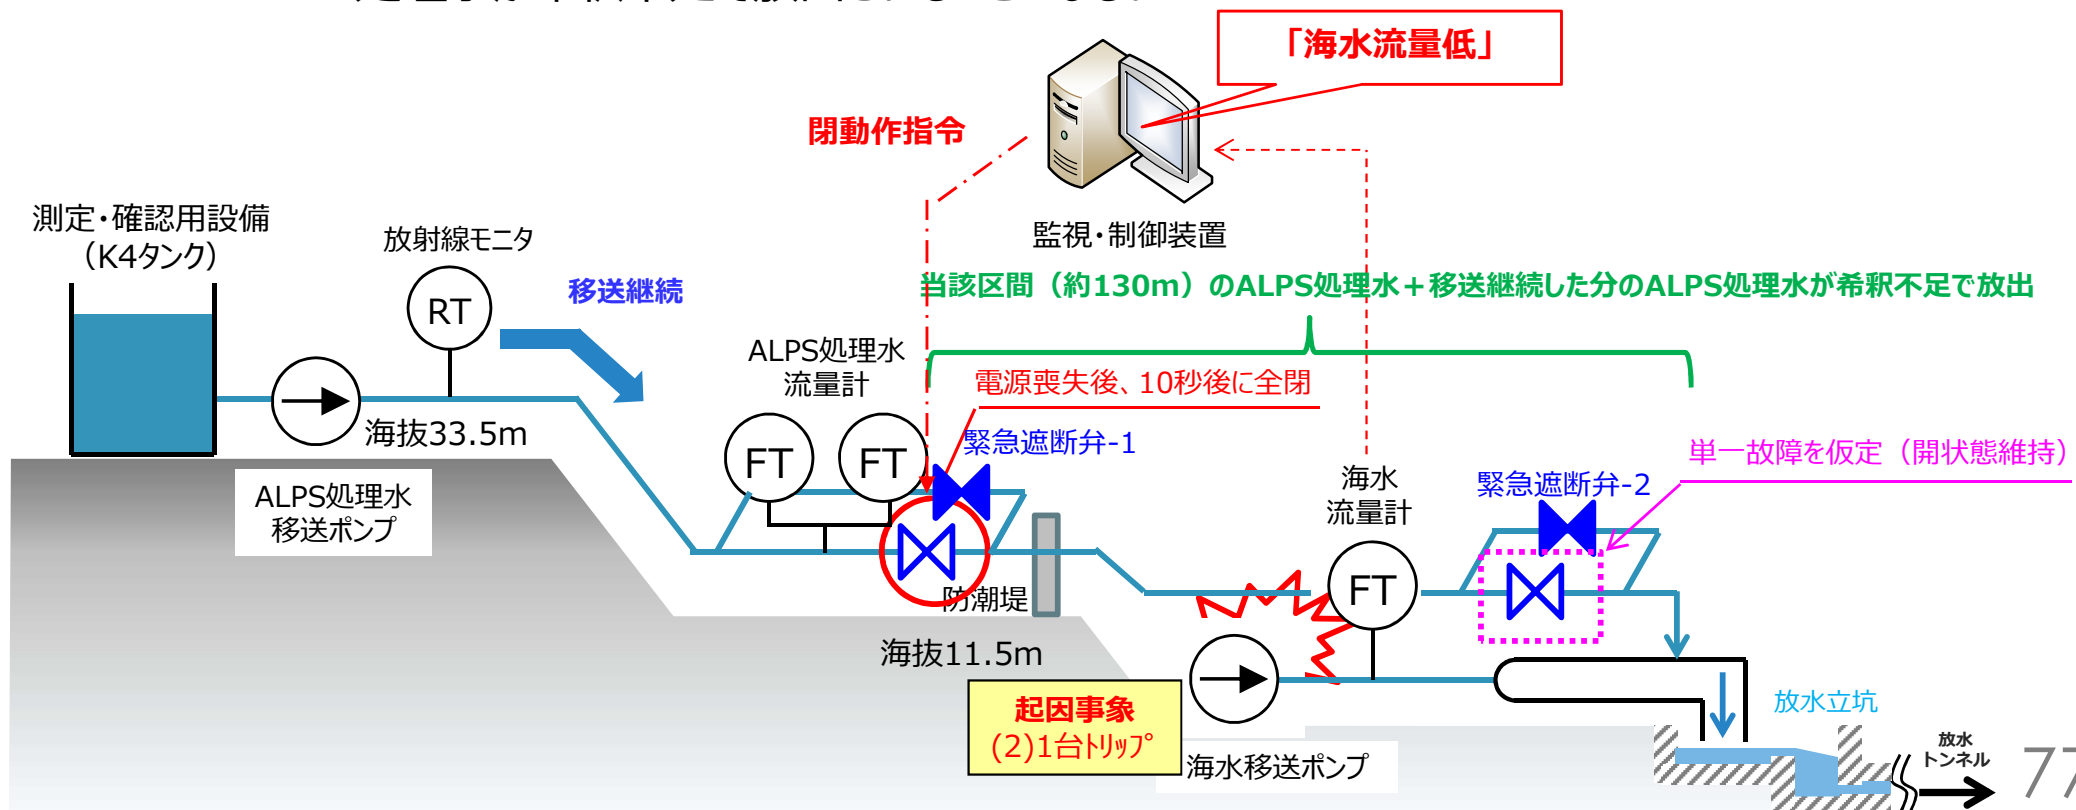 「海水流量低」
閉動作指令
測定・確認用設備
（K4タンク）
放射線モニタ
監視・制御装置
RT
移送継続
当該区間（約130m）のALPS処理水＋移送継続した分のALPS処理水が希釈不足で放出
ALPS処理水
流量計
電源喪失後、10秒後に全閉
海抜33.5m
FT
FT
緊急遮断弁-1
単一故障を仮定（開状態維持）
海水
流量計
緊急遮断弁-2
ALPS処理水
移送ポンプ
FT
防潮堤
海抜11.5m
起因事象
(2)1台トリップ
海水移送ポンプ
放水立坑
放水
トンネル
77